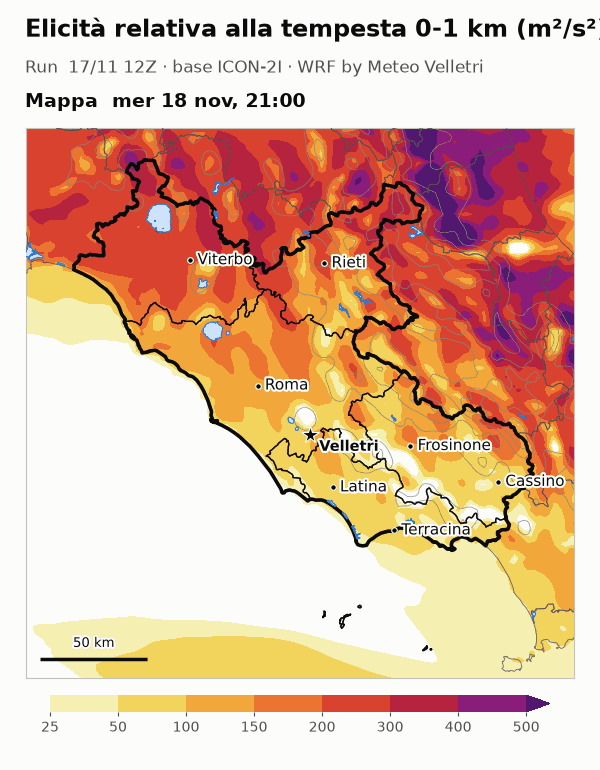 Elicità relativa alla tempesta 0-1 km (m²/s²)
Run 17/11 12Z · base ICON-2I · WRF by Meteo Velletri
Mappa mer 18 nov, 21:00
Viterbo
Rieti
Roma
Velletri
Frosinone
Cassino
Latina
Terracina
50 km
25 50 100 150 200 300 400 500